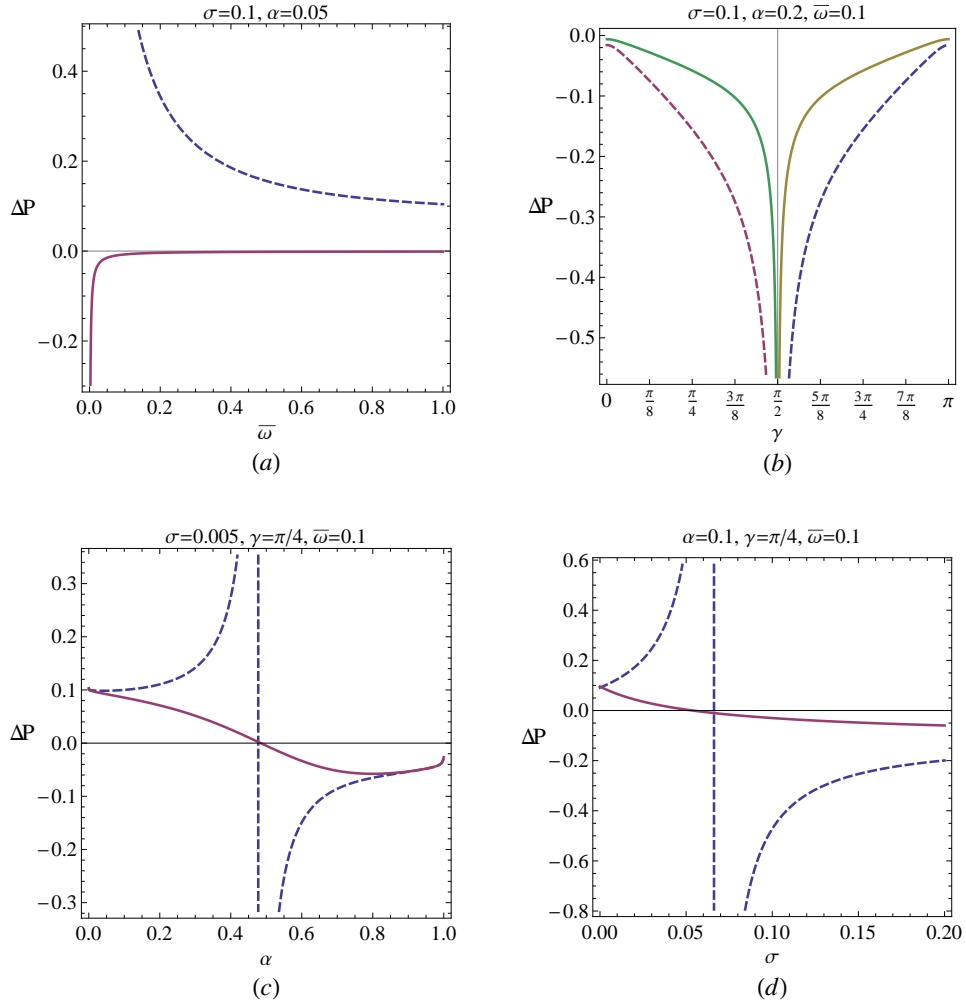 σ=0.1, α=0.05
0.4
0.2
0.0
−0.2
ΔP
0.0 0.2 0.4 0.6 0.8 1.0
ω̅
(a)
σ=0.1, α=0.2, ω̅=0.1
0.0
−0.1
−0.2
−0.3
−0.4
−0.5
ΔP
0 π/8 π/4 3π/8 π/2 5π/8 3π/4 7π/8 π
γ
(b)
σ=0.005, γ=π/4, ω̅=0.1
0.3
0.2
0.1
0.0
−0.1
−0.2
−0.3
ΔP
0.0 0.2 0.4 0.6 0.8 1.0
α
(c)
α=0.1, γ=π/4, ω̅=0.1
0.6
0.4
0.2
0.0
−0.2
−0.4
−0.6
−0.8
ΔP
0.00 0.05 0.10 0.15 0.20
σ
(d)